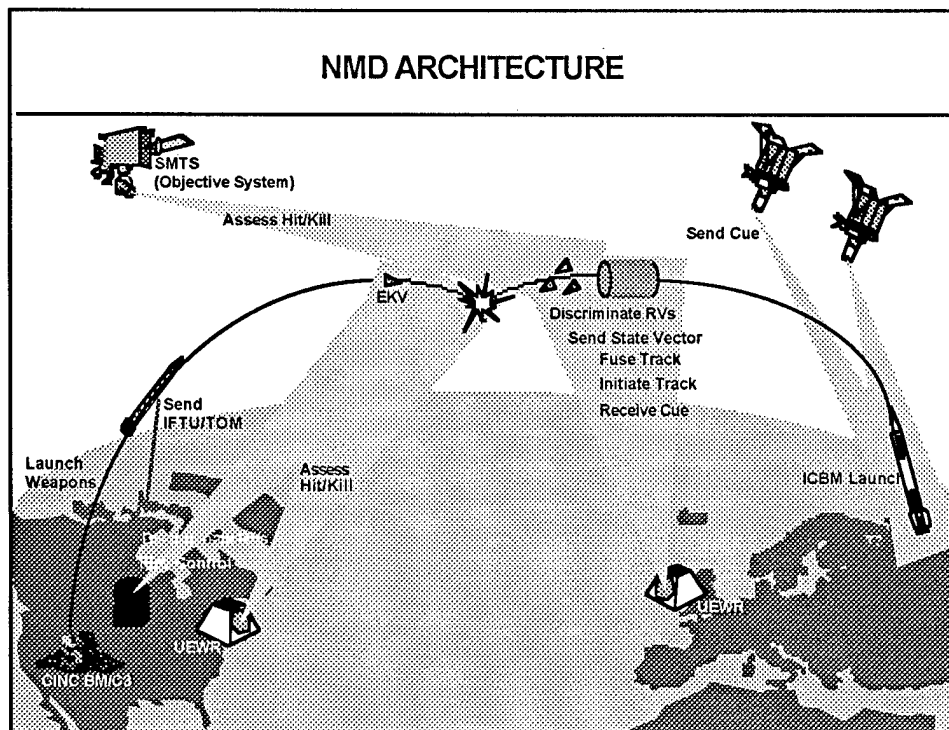 NMD ARCHITECTURE
SMTS
(Objective System)
Assess Hit/Kill
Send Cue
EKV
Discriminate RVs
Send State Vector
Fuse Track
Initiate Track
Receive Cue
Send
IFTU/TOM
Launch
Weapons
Assess
Hit/Kill
ICBM Launch
Control
UEWR
UEWR
CINC BM/C3